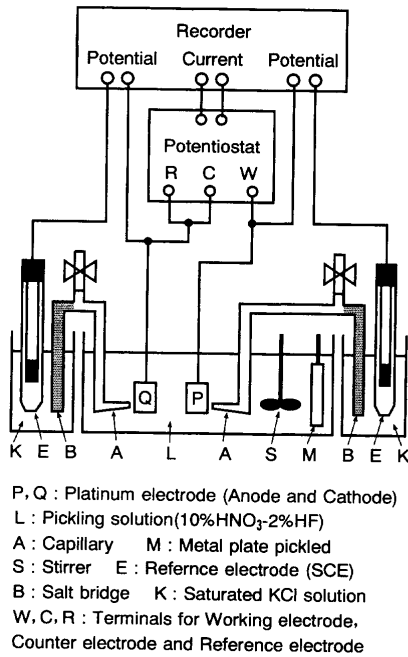 Recorder
Potential Current Potential
Potentiostat
R C W
Q P
K E B A L A S M B E K
P, Q : Platinum electrode (Anode and Cathode)
L : Pickling solution(10%HNO₃-2%HF)
A : Capillary M : Metal plate pickled
S : Stirrer E : Refernce electrode (SCE)
B : Salt bridge K : Saturated KCl solution
W, C, R : Terminals for Working electrode,
Counter electrode and Reference electrode